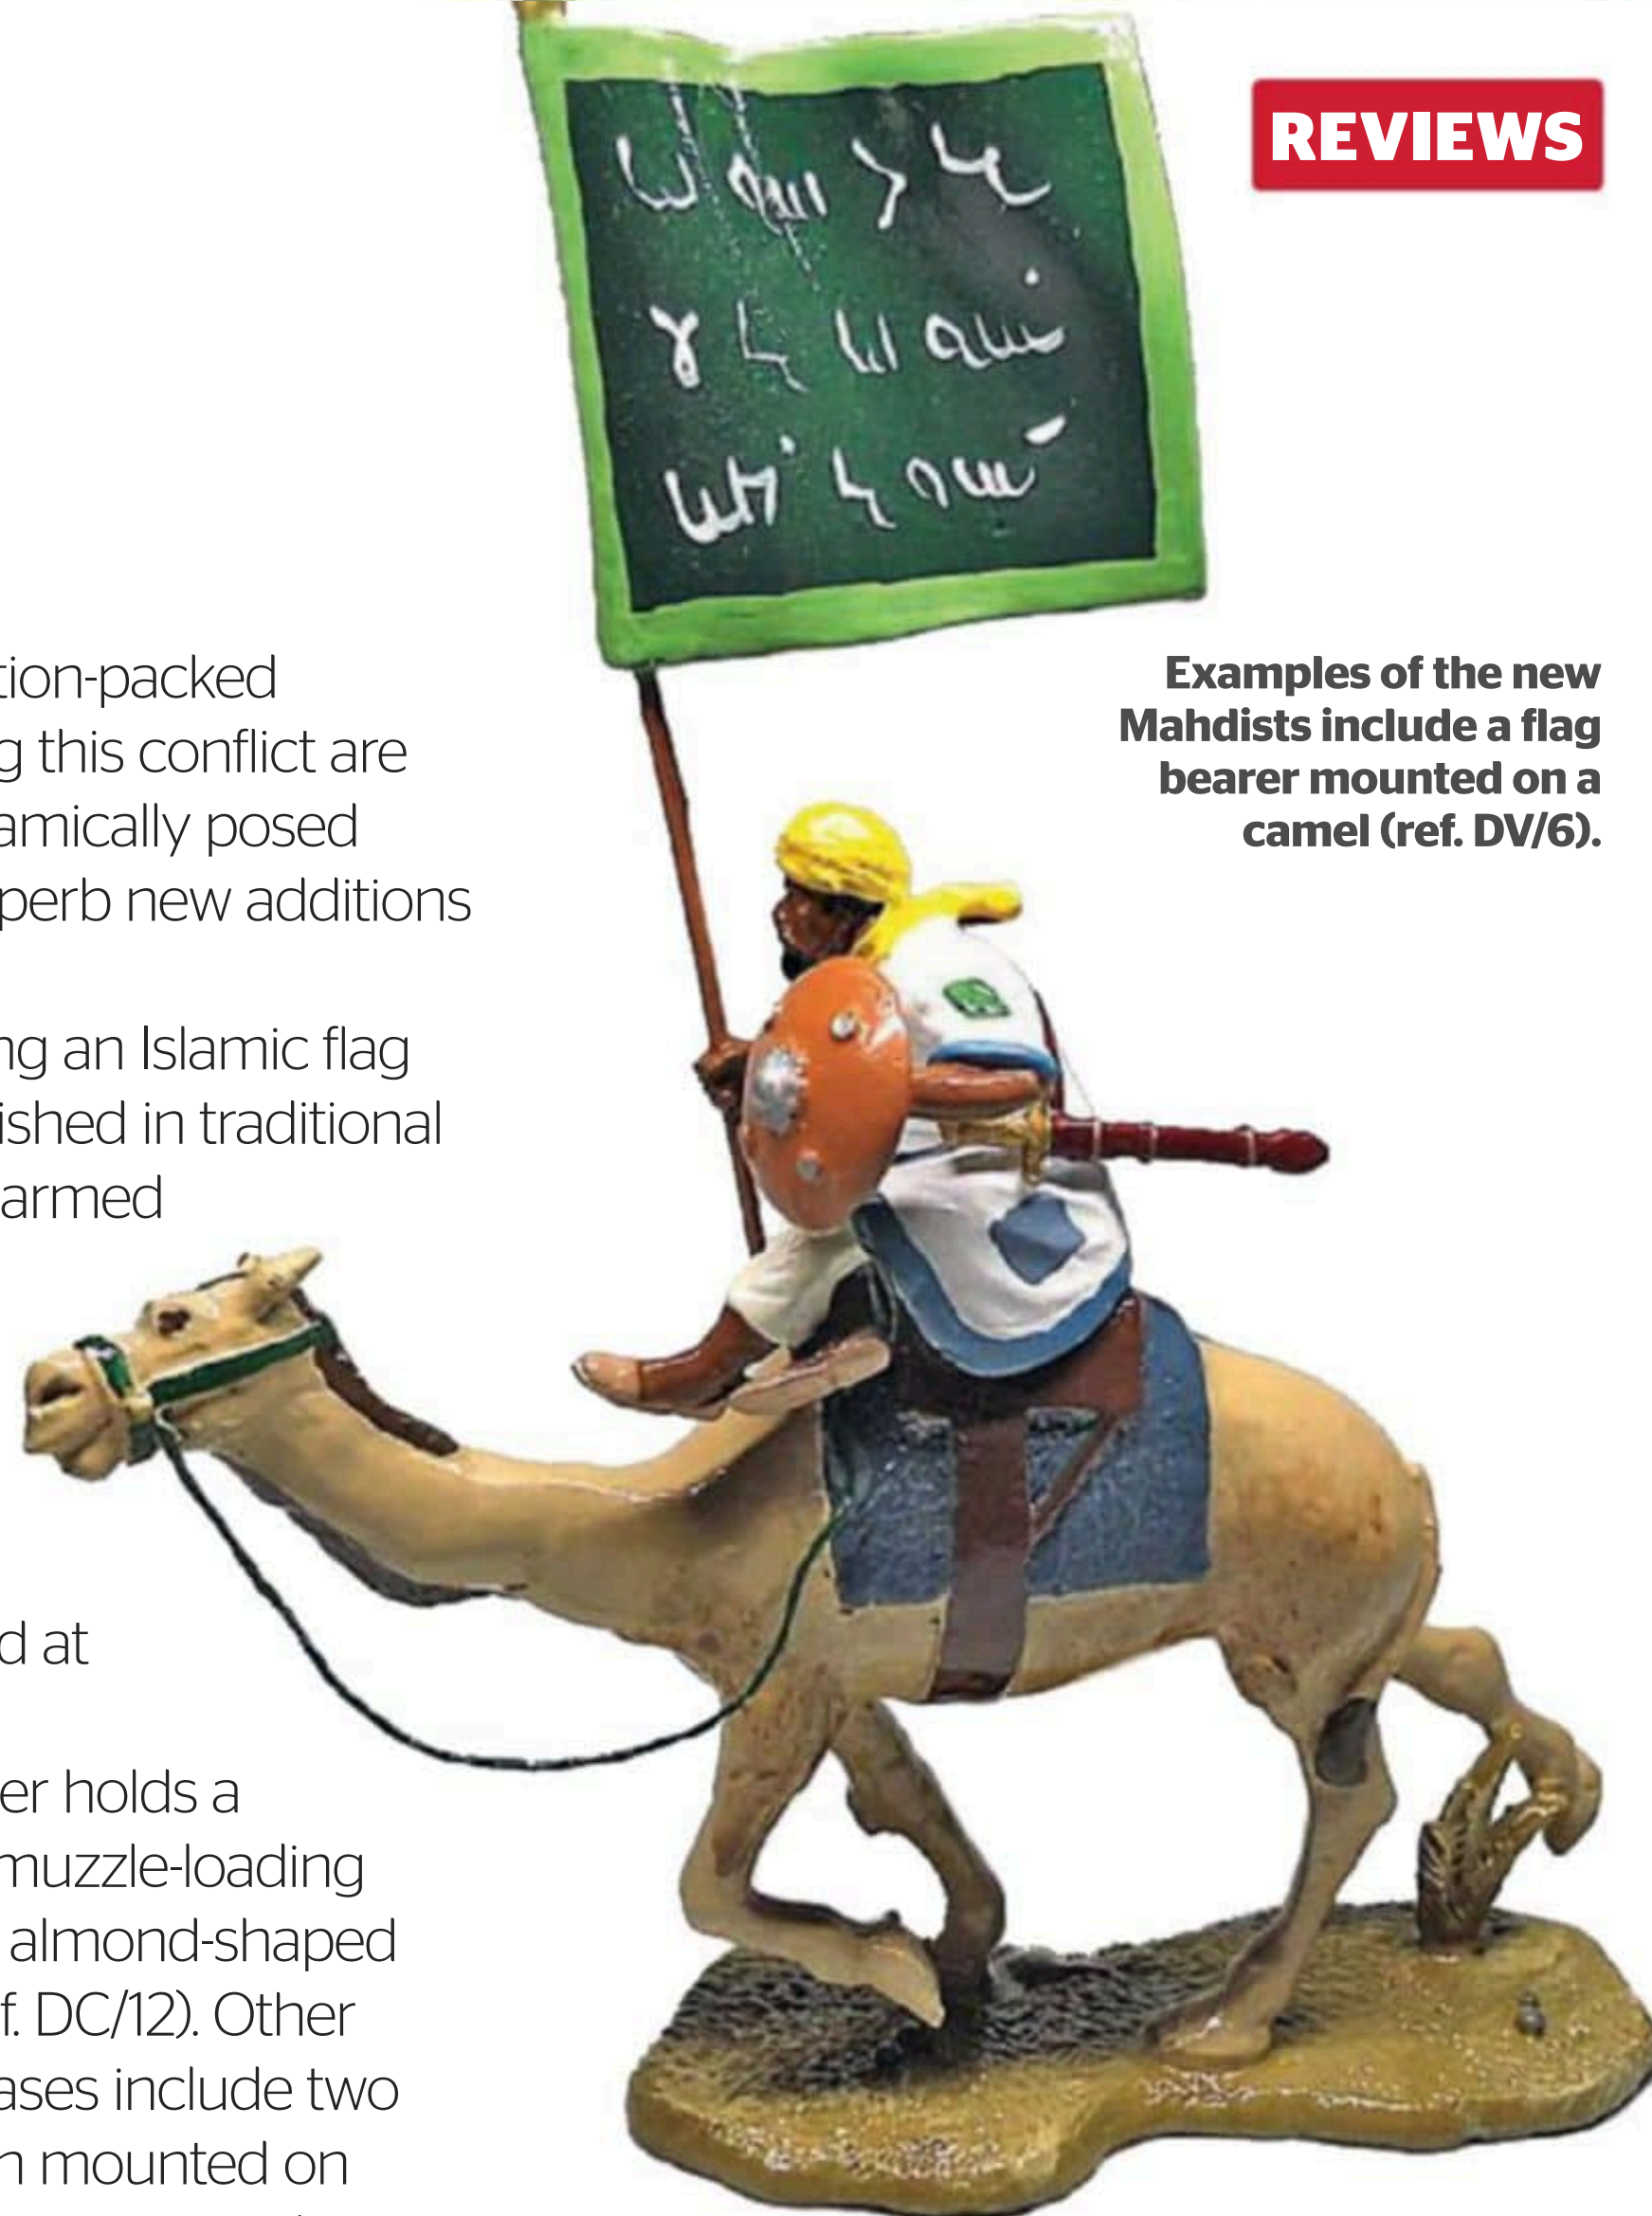 REVIEWS
tion-packed
g this conflict are
amically posed
perb new additions
Examples of the new
Mahdists include a flag
bearer mounted on a
camel (ref. DV/6).
ng an Islamic flag
ished in traditional
armed
d at
er holds a
muzzle-loading
almond-shaped
f. DC/12). Other
ases include two
n mounted on